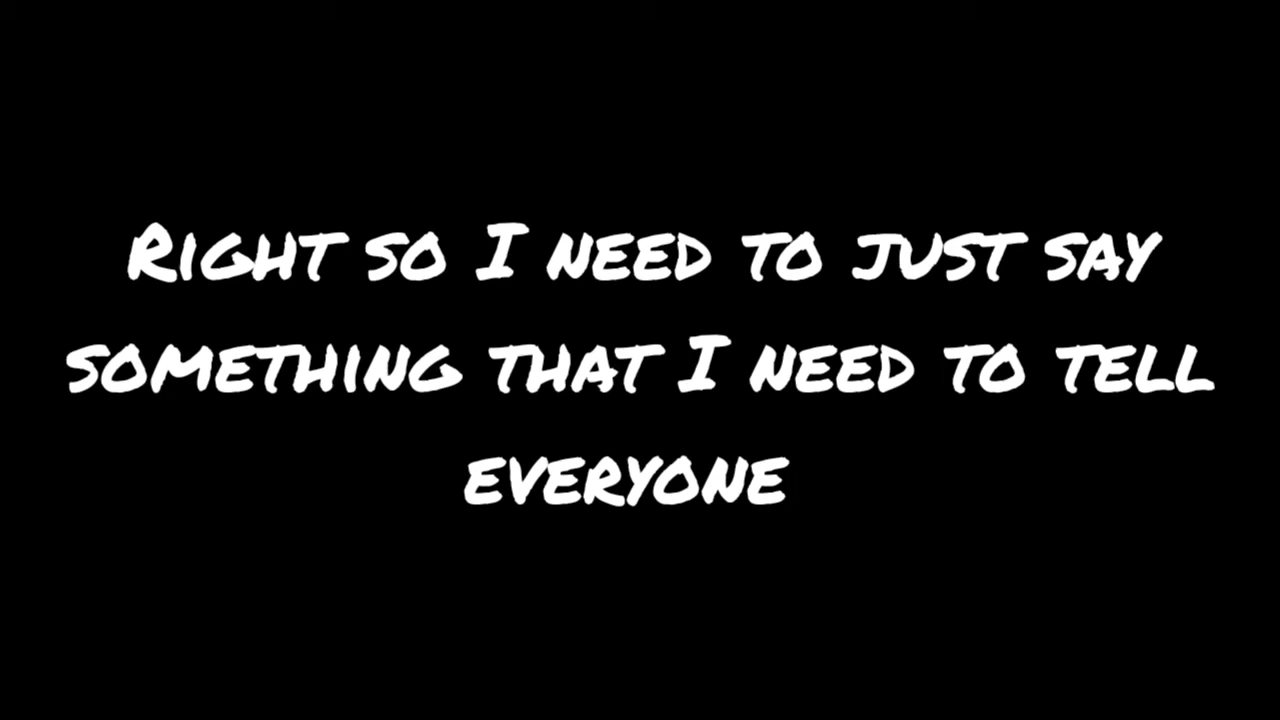 Right so I need to just say
something that I need to tell
everyone